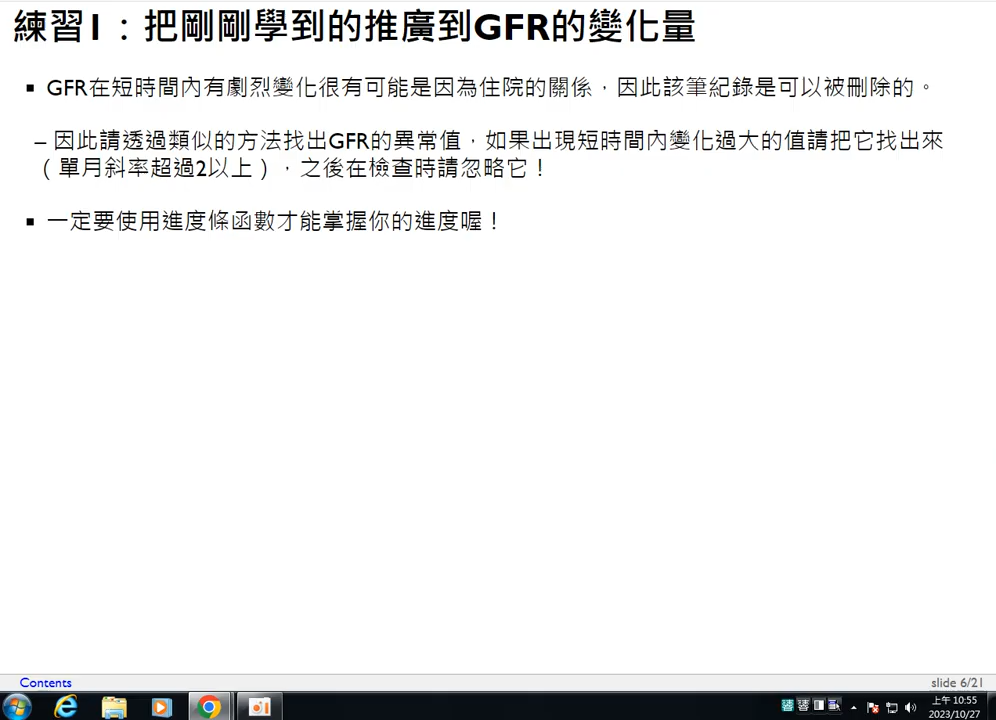 練習1：把剛剛學到的推廣到GFR的變化量
▪ GFR在短時間內有劇烈變化很有可能是因為住院的關係，因此該筆紀錄是可以被刪除的。
– 因此請透過類似的方法找出GFR的異常值，如果出現短時間內變化過大的值請把它找出來
（單月斜率超過2以上），之後在檢查時請忽略它！
▪ 一定要使用進度條函數才能掌握你的進度喔！
Contents
slide 6/21
上午 10:55
2023/10/27